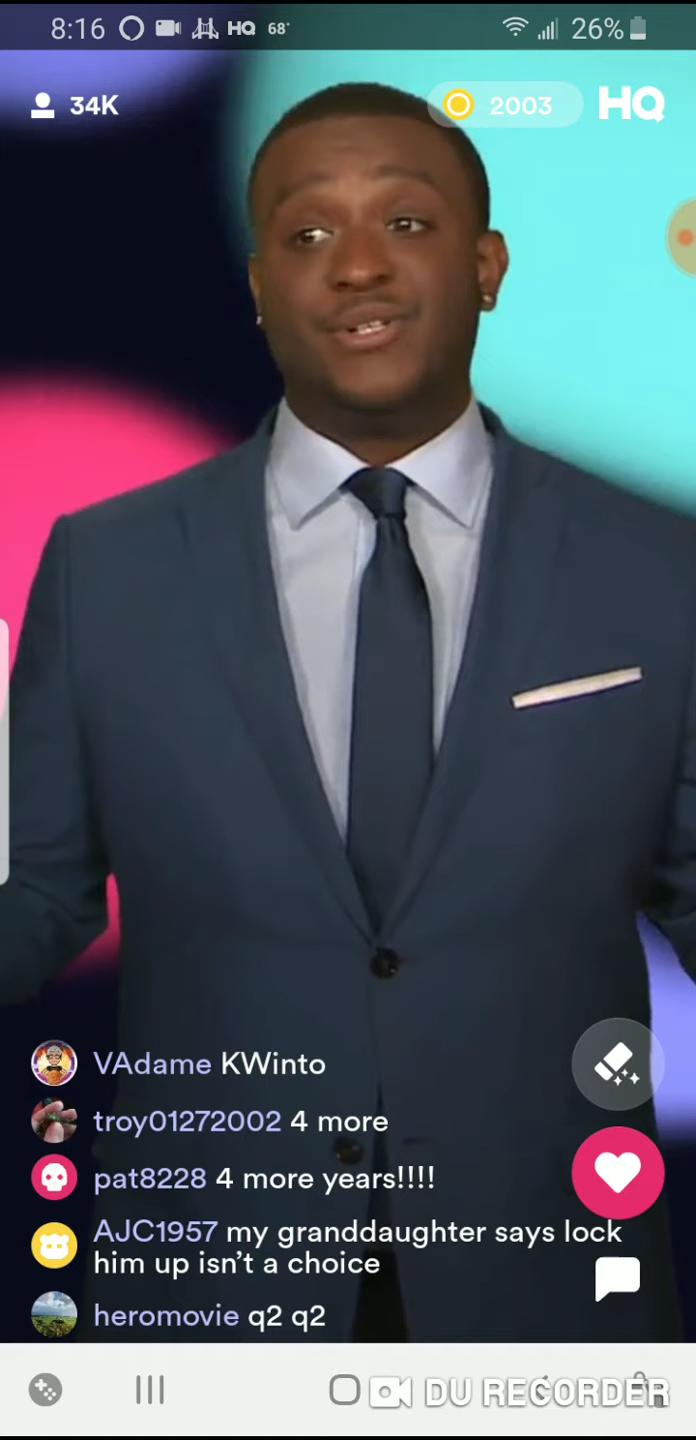 8:16 HQ 68° 26%
34K 2003 HQ
VAdame KWinto
troy01272002 4 more
pat8228 4 more years!!!!
AJC1957 my granddaughter says lock
him up isn't a choice
heromovie q2 q2
DU RECORDER